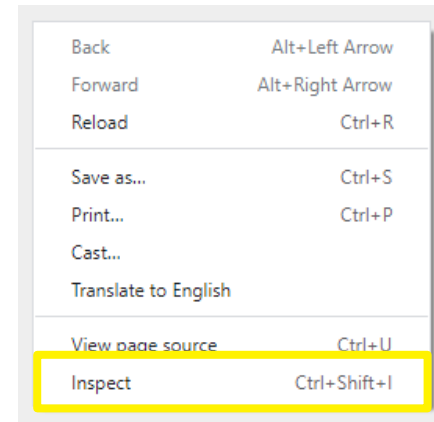 Back Alt+Left Arrow
Forward Alt+Right Arrow
Reload Ctrl+R
Save as... Ctrl+S
Print... Ctrl+P
Cast...
Translate to English
View page source Ctrl+U
Inspect Ctrl+Shift+I